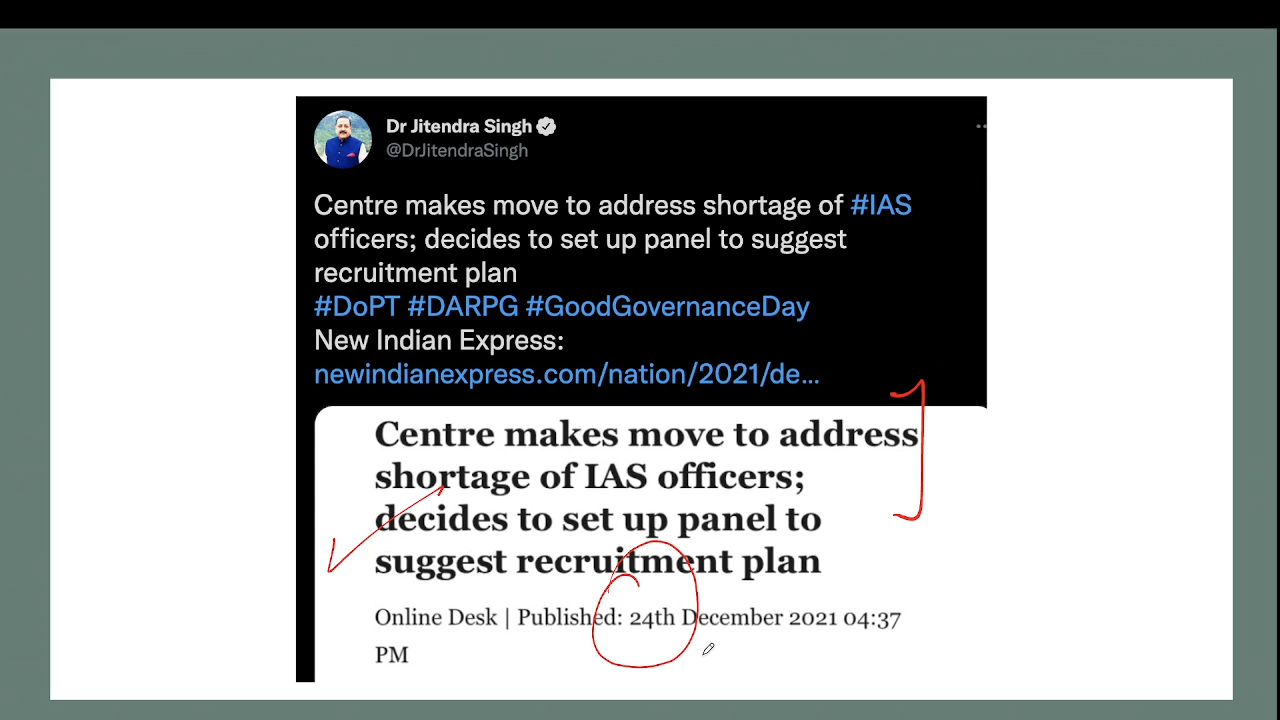 Dr Jitendra Singh
@DrJitendraSingh
Centre makes move to address shortage of #IAS
officers; decides to set up panel to suggest
recruitment plan
#DoPT #DARPG #GoodGovernanceDay
New Indian Express:
newindianexpress.com/nation/2021/de...
Centre makes move to address
shortage of IAS officers;
decides to set up panel to
suggest recruitment plan
Online Desk | Published: 24th December 2021 04:37
PM